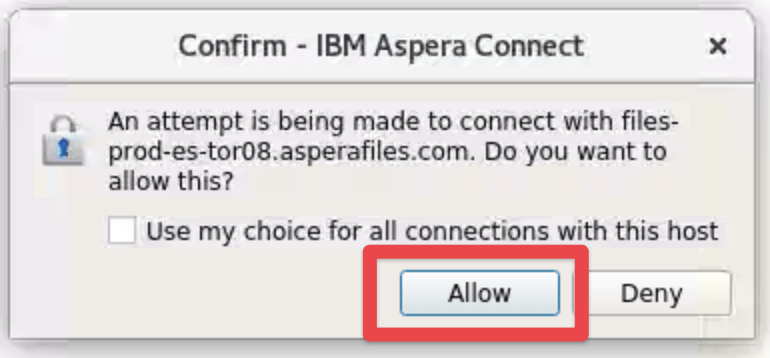 Confirm - IBM Aspera Connect
An attempt is being made to connect with files-
prod-es-tor08.asperafiles.com. Do you want to
allow this?
Use my choice for all connections with this host
Allow
Deny